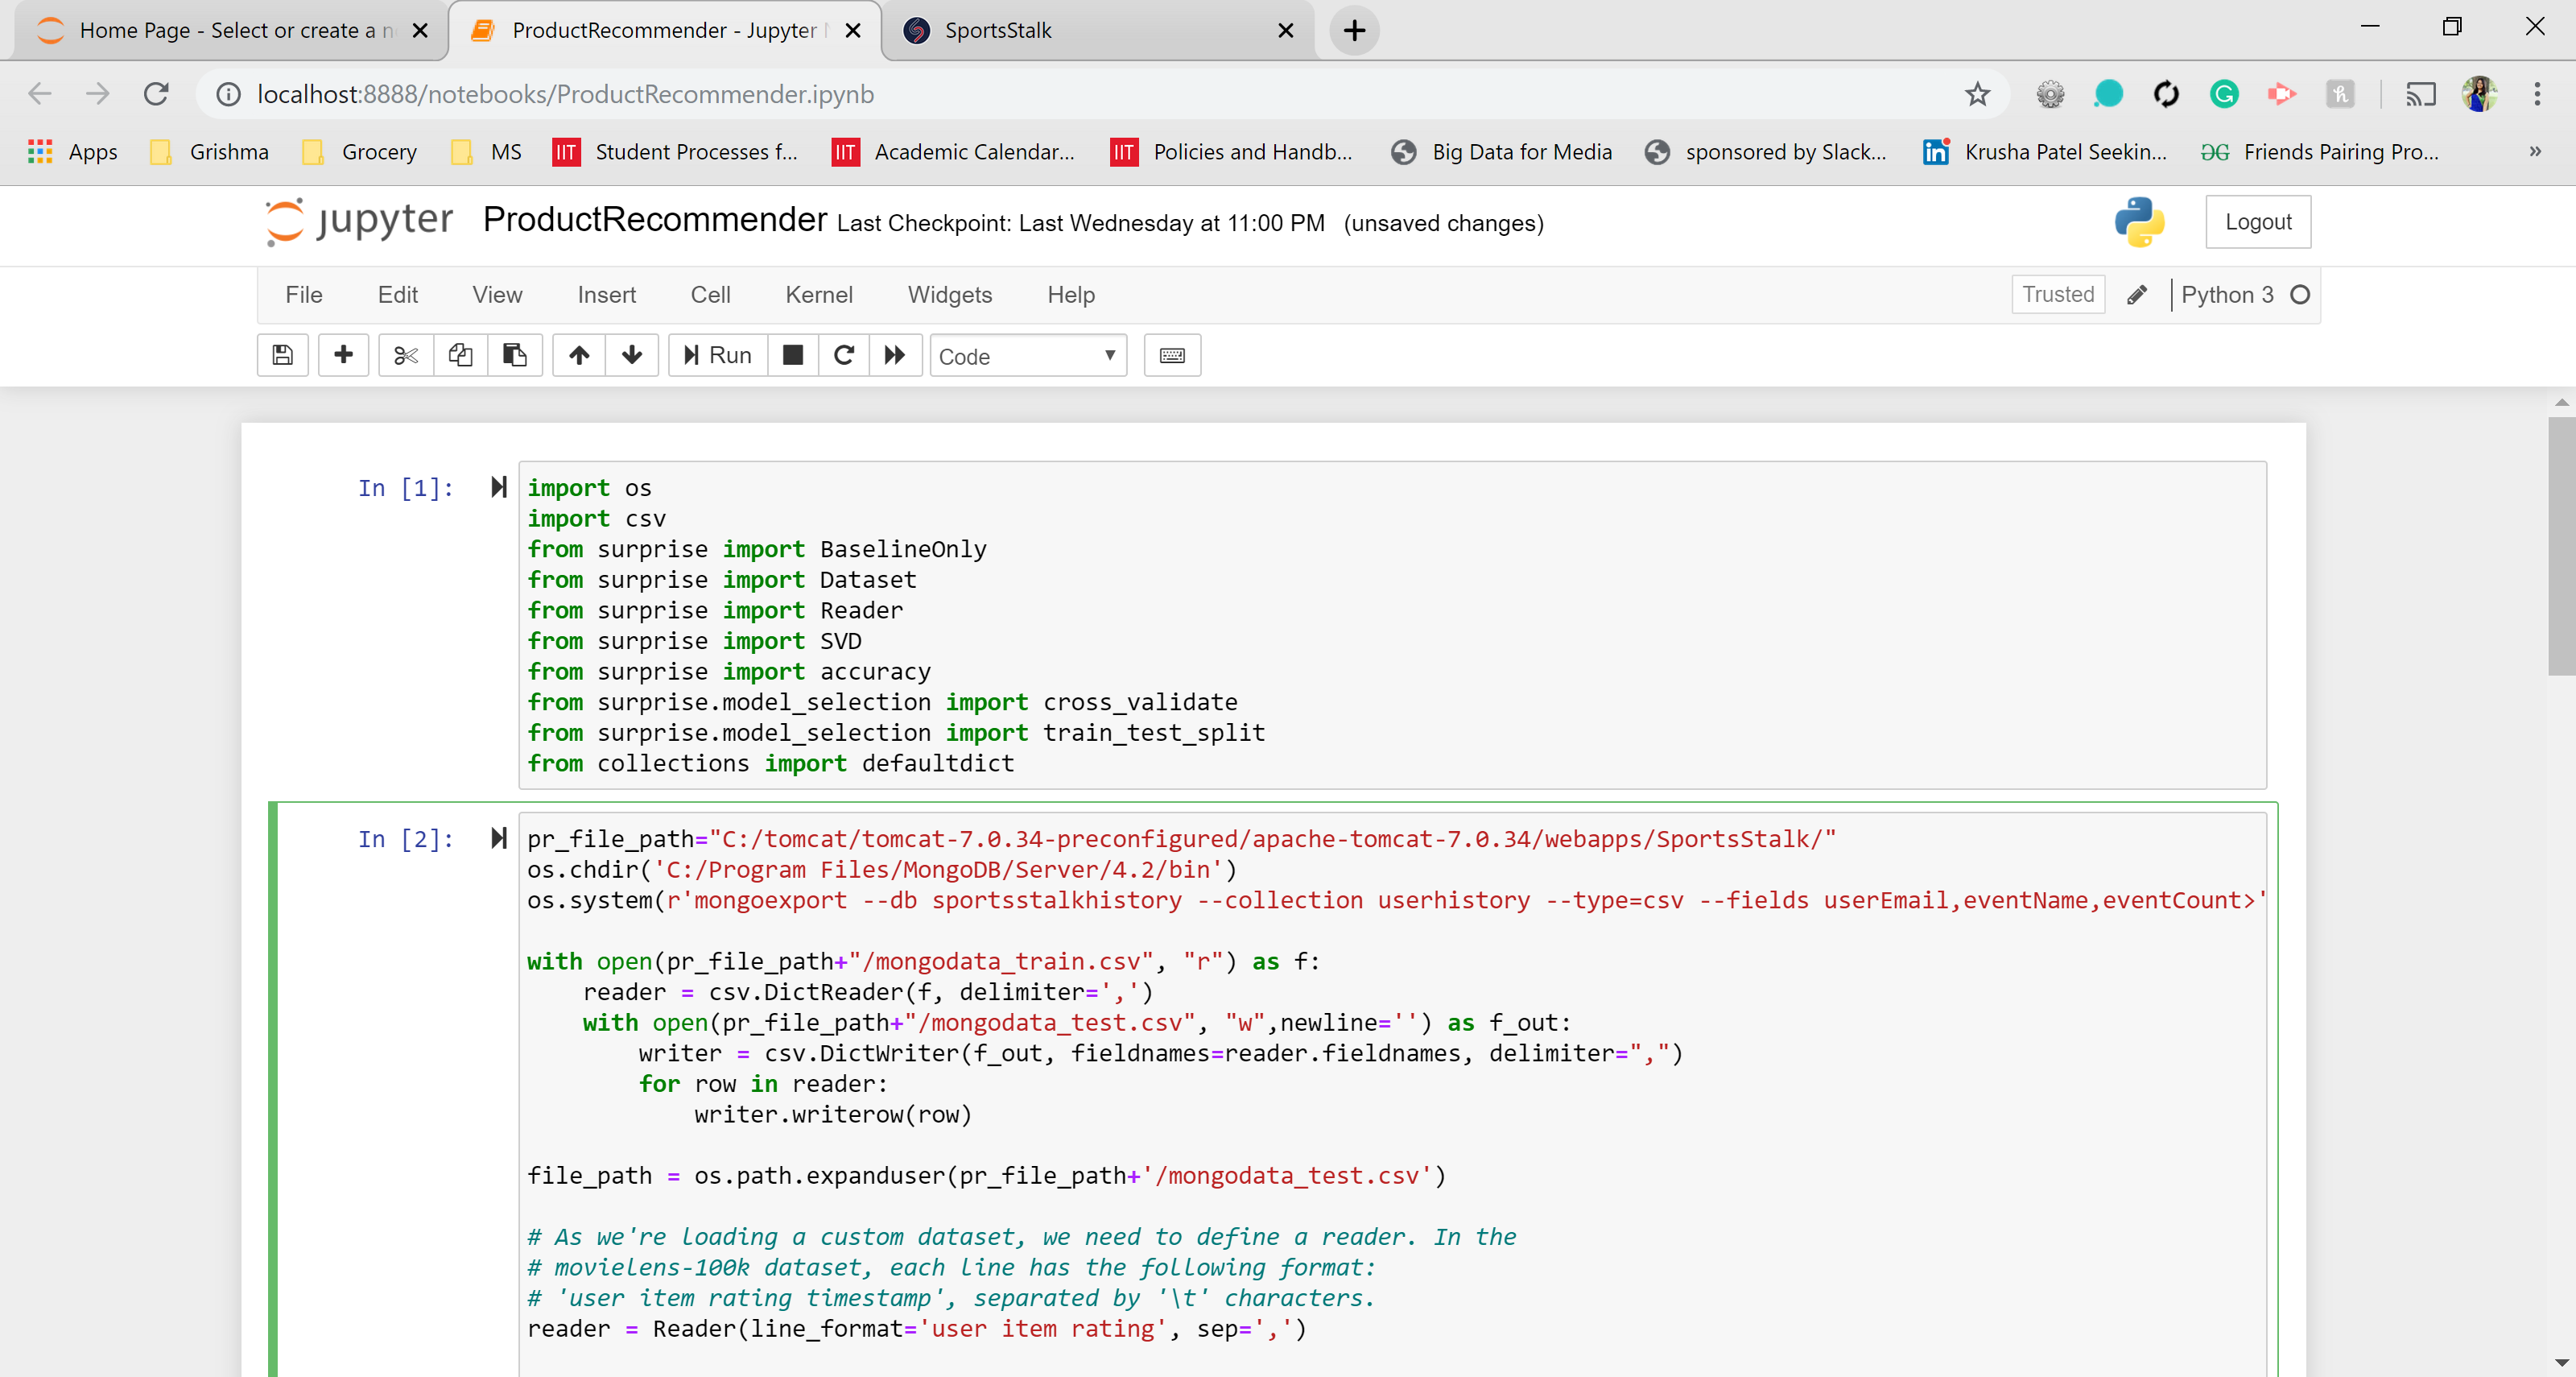 Home Page - Select or create a n
ProductRecommender - Jupyter N
SportsStalk
localhost:8888/notebooks/ProductRecommender.ipynb
Apps
Grishma
Grocery
MS
IIT Student Processes f...
IIT Academic Calendar...
IIT Policies and Handb...
Big Data for Media
sponsored by Slack...
in Krusha Patel Seekin...
Friends Pairing Pro...
»
jupyter ProductRecommender Last Checkpoint: Last Wednesday at 11:00 PM (unsaved changes)
Logout
File Edit View Insert Cell Kernel Widgets Help
Trusted
Python 3
Run
Code
In [1]:
import os
import csv
from surprise import BaselineOnly
from surprise import Dataset
from surprise import Reader
from surprise import SVD
from surprise import accuracy
from surprise.model_selection import cross_validate
from surprise.model_selection import train_test_split
from collections import defaultdict
In [2]:
pr_file_path="C:/tomcat/tomcat-7.0.34-preconfigured/apache-tomcat-7.0.34/webapps/SportsStalk/"
os.chdir('C:/Program Files/MongoDB/Server/4.2/bin')
os.system(r'mongoexport --db sportsstalkhistory --collection userhistory --type=csv --fields userEmail,eventName,eventCount>'
with open(pr_file_path+"/mongodata_train.csv", "r") as f:
    reader = csv.DictReader(f, delimiter=',')
    with open(pr_file_path+"/mongodata_test.csv", "w",newline='') as f_out:
        writer = csv.DictWriter(f_out, fieldnames=reader.fieldnames, delimiter=",")
        for row in reader:
            writer.writerow(row)
file_path = os.path.expanduser(pr_file_path+'/mongodata_test.csv')
# As we're loading a custom dataset, we need to define a reader. In the
# movielens-100k dataset, each line has the following format:
# 'user item rating timestamp', separated by '\t' characters.
reader = Reader(line_format='user item rating', sep=',')